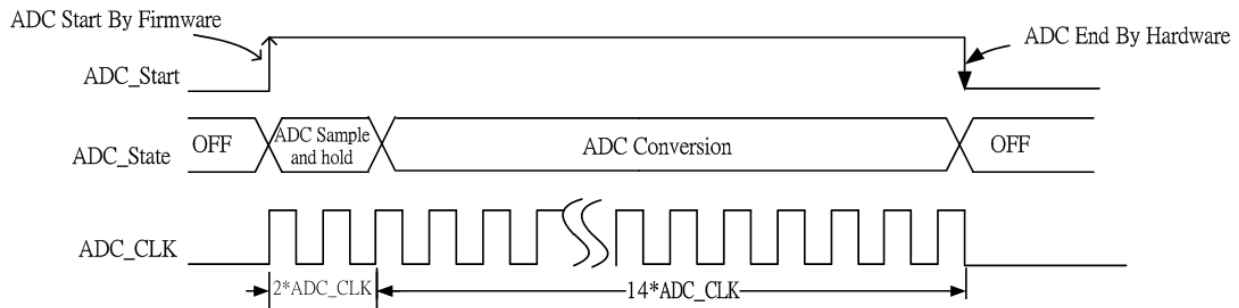 ADC Start By Firmware
ADC End By Hardware
ADC_Start
ADC_State
OFF
ADC Sample
and hold
ADC Conversion
OFF
ADC_CLK
2*ADC_CLK
14*ADC_CLK